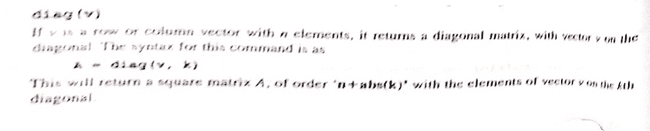 diag(v)
If v is a row or column vector with n elements, it returns a diagonal matrix, with vector v on the
diagonal. The syntax for this command is as
A = diag(v, k)
This will return a square matrix A, of order 'n+abs(k)' with the elements of vector v on the kth
diagonal.